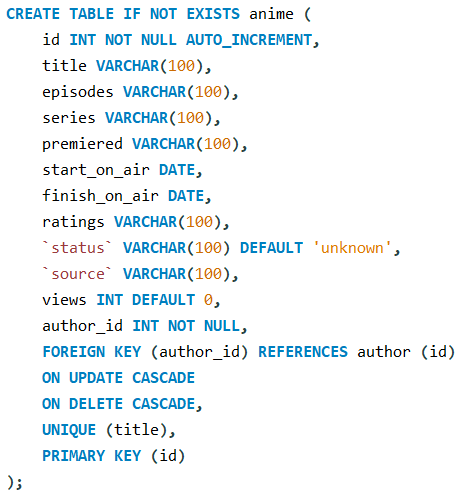 CREATE TABLE IF NOT EXISTS anime (
    id INT NOT NULL AUTO_INCREMENT,
    title VARCHAR(100),
    episodes VARCHAR(100),
    series VARCHAR(100),
    premiered VARCHAR(100),
    start_on_air DATE,
    finish_on_air DATE,
    ratings VARCHAR(100),
    `status` VARCHAR(100) DEFAULT 'unknown',
    `source` VARCHAR(100),
    views INT DEFAULT 0,
    author_id INT NOT NULL,
    FOREIGN KEY (author_id) REFERENCES author (id)
    ON UPDATE CASCADE
    ON DELETE CASCADE,
    UNIQUE (title),
    PRIMARY KEY (id)
);